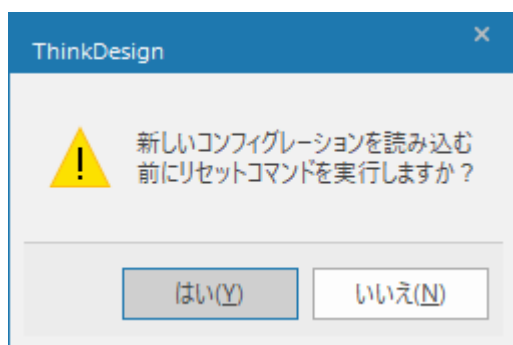 ThinkDesign
新しいコンフィグレーションを読み込む
前にリセットコマンドを実行しますか？
はい(Y)
いいえ(N)